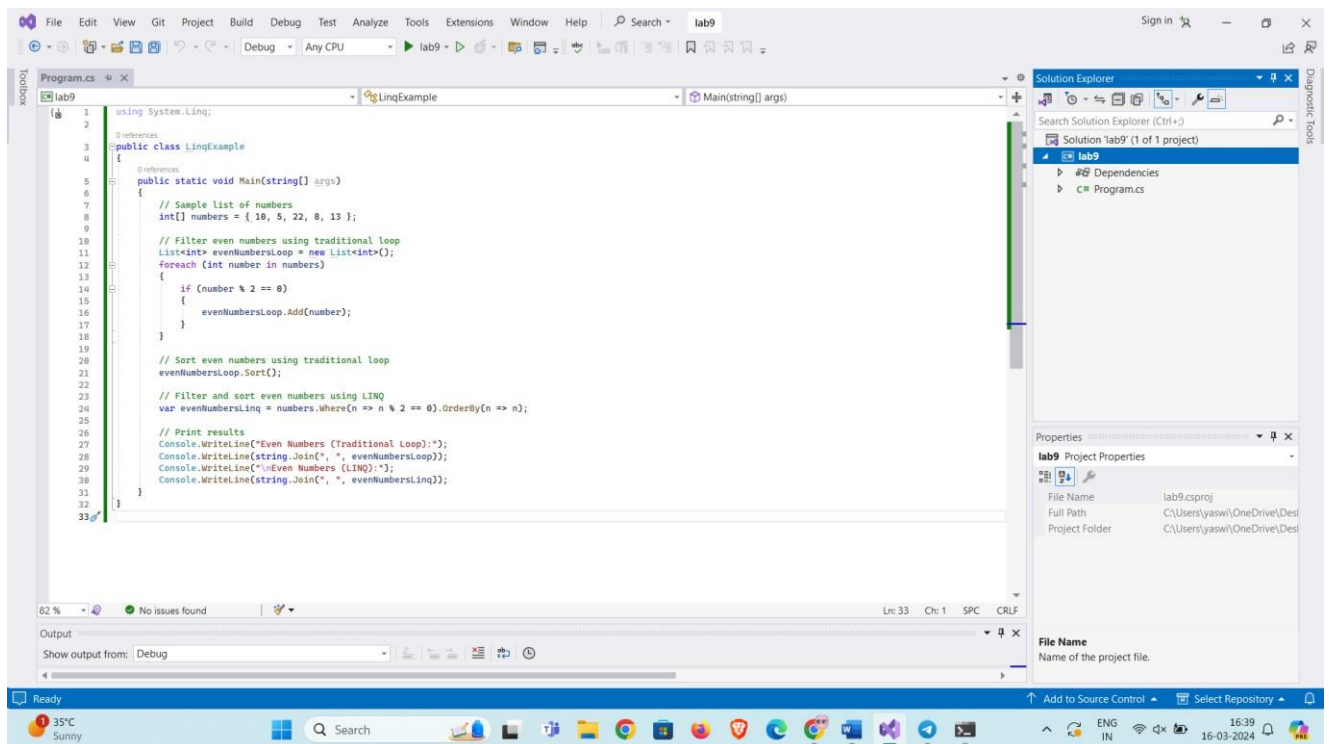 File Edit View Git Project Build Debug Test Analyze Tools Extensions Window Help Search lab9 Sign in
Debug Any CPU lab9
Toolbox
Program.cs
lab9 LinqExample Main(string[] args)
1 using System.Linq;
2
0 references
3 public class LinqExample
4 {
0 references
5 public static void Main(string[] args)
6 {
7 // Sample list of numbers
8 int[] numbers = { 10, 5, 22, 8, 13 };
9
10 // Filter even numbers using traditional loop
11 List<int> evenNumbersLoop = new List<int>();
12 foreach (int number in numbers)
13 {
14 if (number % 2 == 0)
15 {
16 evenNumbersLoop.Add(number);
17 }
18 }
19
20 // Sort even numbers using traditional loop
21 evenNumbersLoop.Sort();
22
23 // Filter and sort even numbers using LINQ
24 var evenNumbersLinq = numbers.Where(n => n % 2 == 0).OrderBy(n => n);
25
26 // Print results
27 Console.WriteLine("Even Numbers (Traditional Loop):");
28 Console.WriteLine(string.Join(", ", evenNumbersLoop));
29 Console.WriteLine("\nEven Numbers (LINQ):");
30 Console.WriteLine(string.Join(", ", evenNumbersLinq));
31 }
32 }
33
82 % No issues found Ln: 33 Ch: 1 SPC CRLF
Output
Show output from: Debug
Solution Explorer
Search Solution Explorer (Ctrl+;)
Solution 'lab9' (1 of 1 project)
lab9
Dependencies
C# Program.cs
Diagnostic Tools
Properties
lab9 Project Properties
File Name lab9.csproj
Full Path C:\Users\yaswi\OneDrive\Des
Project Folder C:\Users\yaswi\OneDrive\Des
File Name
Name of the project file.
Ready Add to Source Control Select Repository
1 35°C
Sunny
Search
ENG
IN
16:39
16-03-2024
PRE